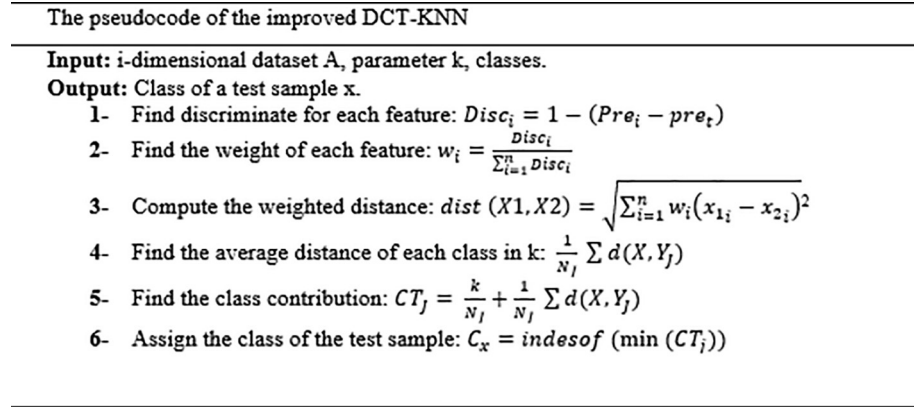 The pseudocode of the improved DCT-KNN
Input: i-dimensional dataset A, parameter k, classes.
Output: Class of a test sample x.
1- Find discriminate for each feature: Disc_i = 1 − (Pre_i − pre_t)
2- Find the weight of each feature: w_i = Disc_i / Σ_{i=1}^{n} Disc_i
3- Compute the weighted distance: dist (X1, X2) = √(Σ_{i=1}^{n} w_i(x_{1i} − x_{2i})²
4- Find the average distance of each class in k: 1/N_J Σ d(X, Y_J)
5- Find the class contribution: CT_J = k/N_J + 1/N_J Σ d(X, Y_J)
6- Assign the class of the test sample: C_x = indesof (min (CT_j))